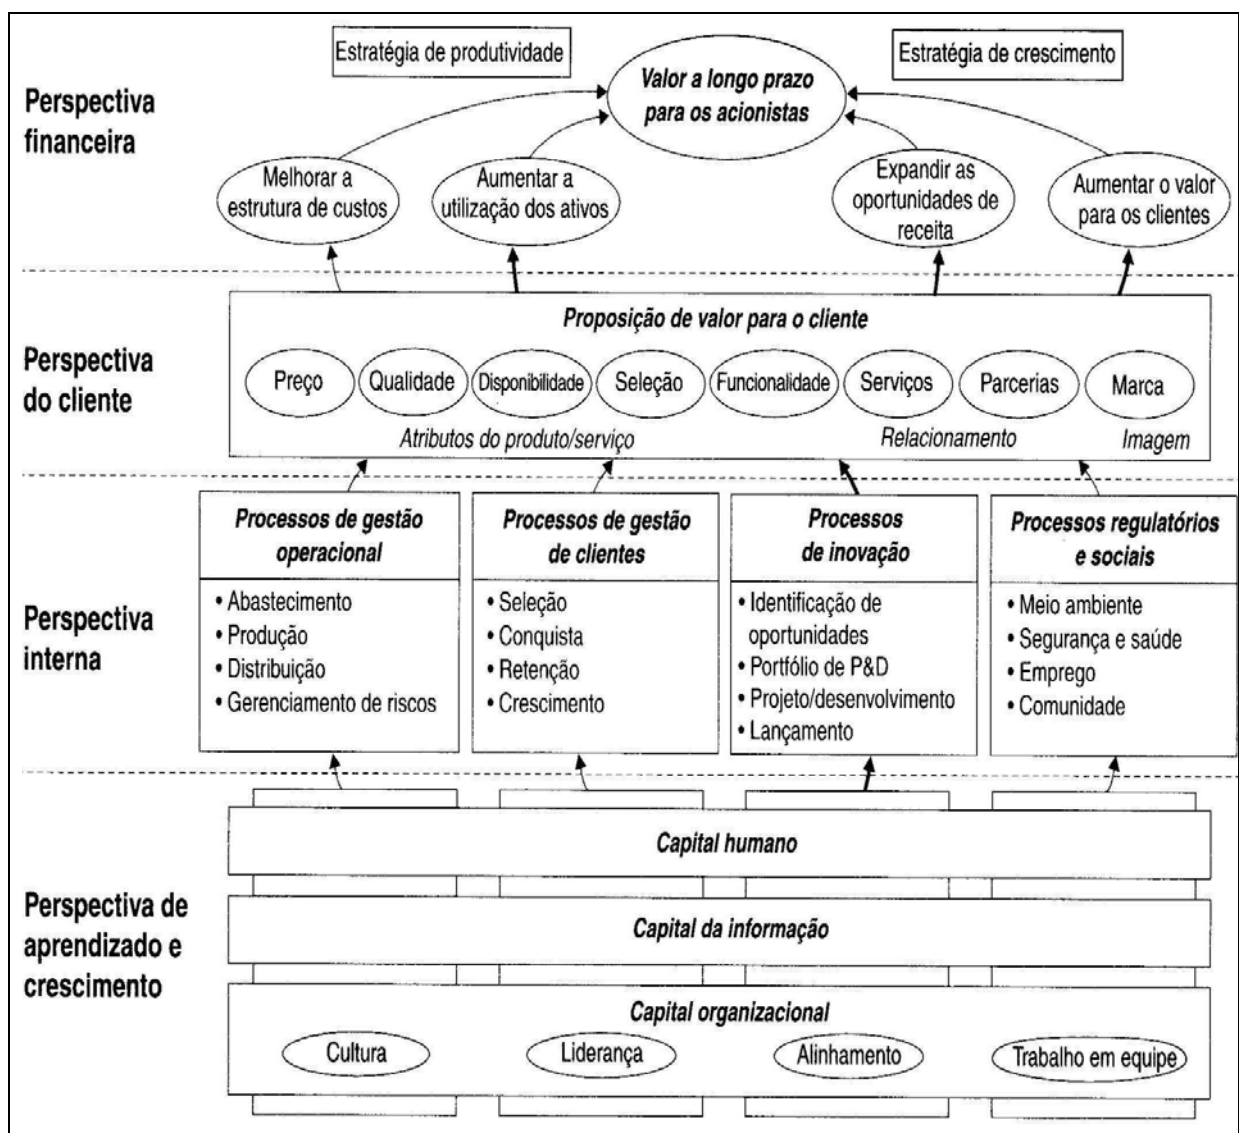 Estratégia de produtividade
Estratégia de crescimento
Valor a longo prazo
para os acionistas
Perspectiva
financeira
Melhorar a
estrutura de custos
Aumentar a
utilização dos ativos
Expandir as
oportunidades de
receita
Aumentar o valor
para os clientes
Perspectiva
do cliente
Proposição de valor para o cliente
Preço
Qualidade
Disponibilidade
Seleção
Funcionalidade
Serviços
Parcerias
Marca
Atributos do produto/serviço
Relacionamento
Imagem
Perspectiva
interna
Processos de gestão
operacional
• Abastecimento
• Produção
• Distribuição
• Gerenciamento de riscos
Processos de gestão
de clientes
• Seleção
• Conquista
• Retenção
• Crescimento
Processos
de inovação
• Identificação de
oportunidades
• Portfólio de P&D
• Projeto/desenvolvimento
• Lançamento
Processos regulatórios
e sociais
• Meio ambiente
• Segurança e saúde
• Emprego
• Comunidade
Perspectiva de
aprendizado e
crescimento
Capital humano
Capital da informação
Capital organizacional
Cultura
Liderança
Alinhamento
Trabalho em equipe